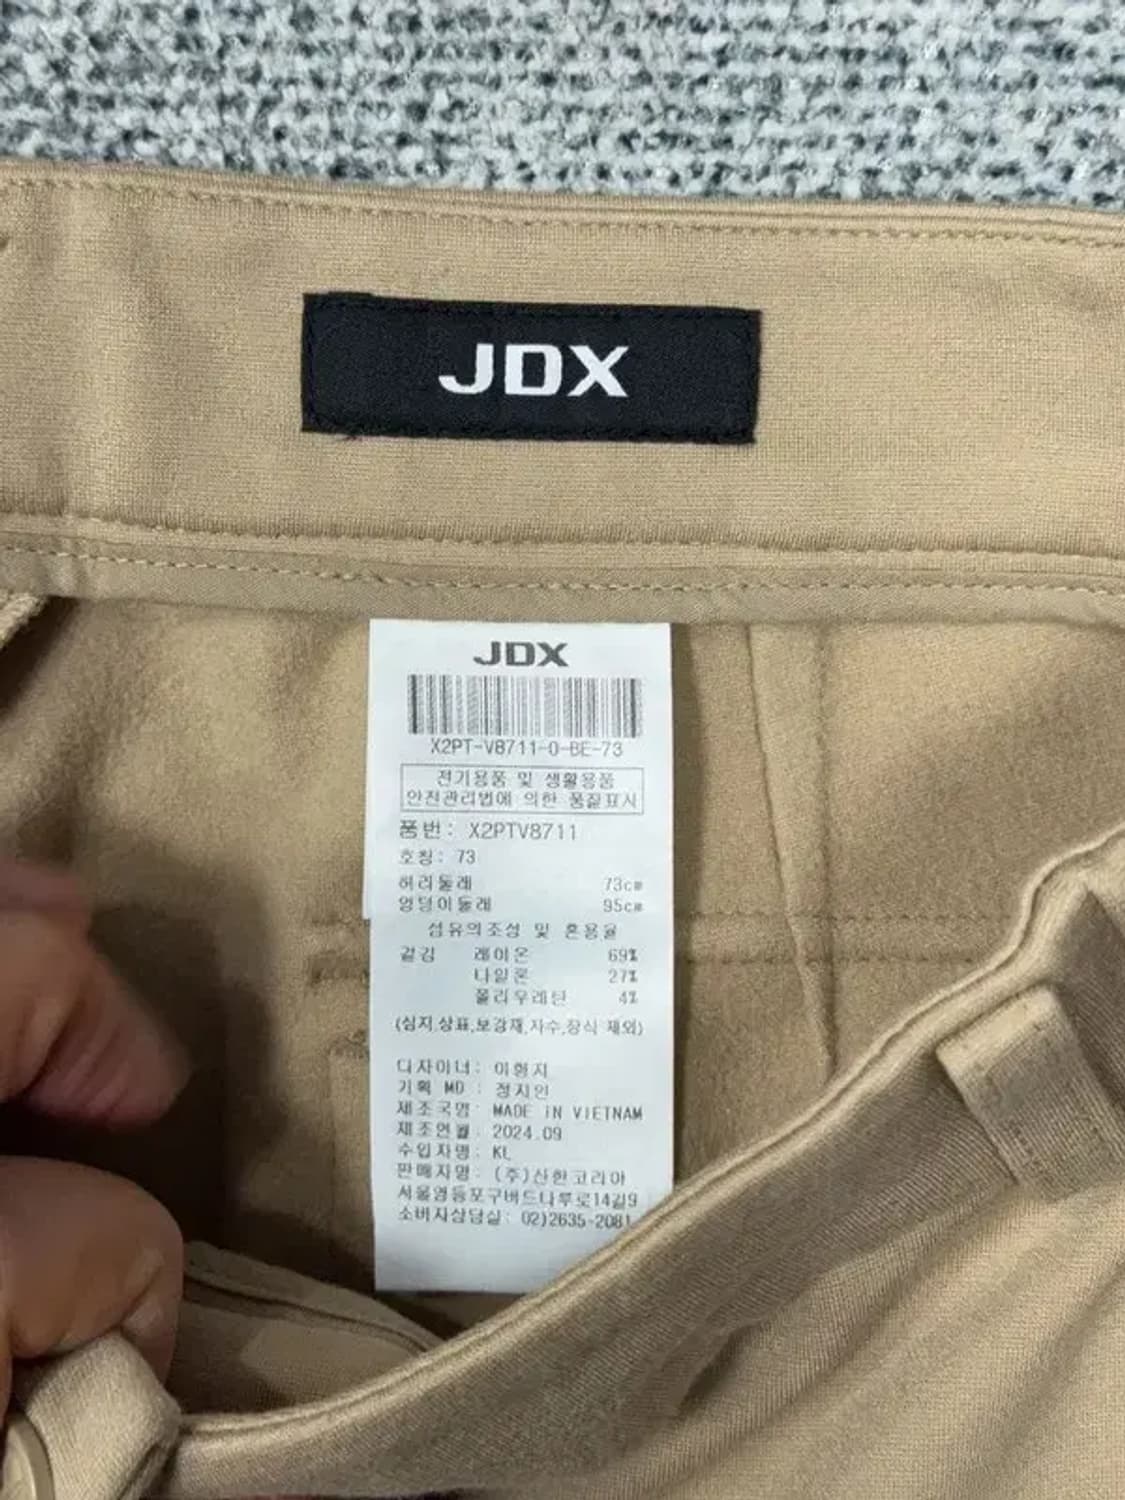 JDX
JDX
X2PT-V8711-0-BE-73
전기용품 및 생활용품
안전관리법에 의한 품질표시
품번: X2PTV8711
호칭: 73
허리둘레 73cm
엉덩이둘레 95cm
섬유의조성 및 혼용율
겉감 레이온 69%
나일론 27%
폴리우레탄 4%
(심지,상표,보강재,자수,장식 제외)
디자이너: 이형지
기획 MD : 정지인
제조국명: MADE iN VIETNAM
제조연월: 2024.09
수입자명: KL
판매자명: (주)신한코리아
서울영등포구버드나루로14길9
소비자상담실: 02)2635-2081